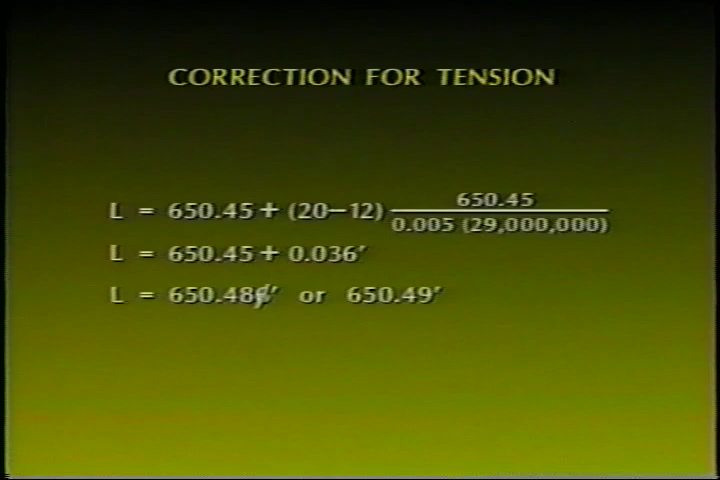 CORRECTION FOR TENSION
L = 650.45 + (20-12) 650.45 / 0.005 (29,000,000)
L = 650.45 + 0.036′
L = 650.486′ or 650.49′